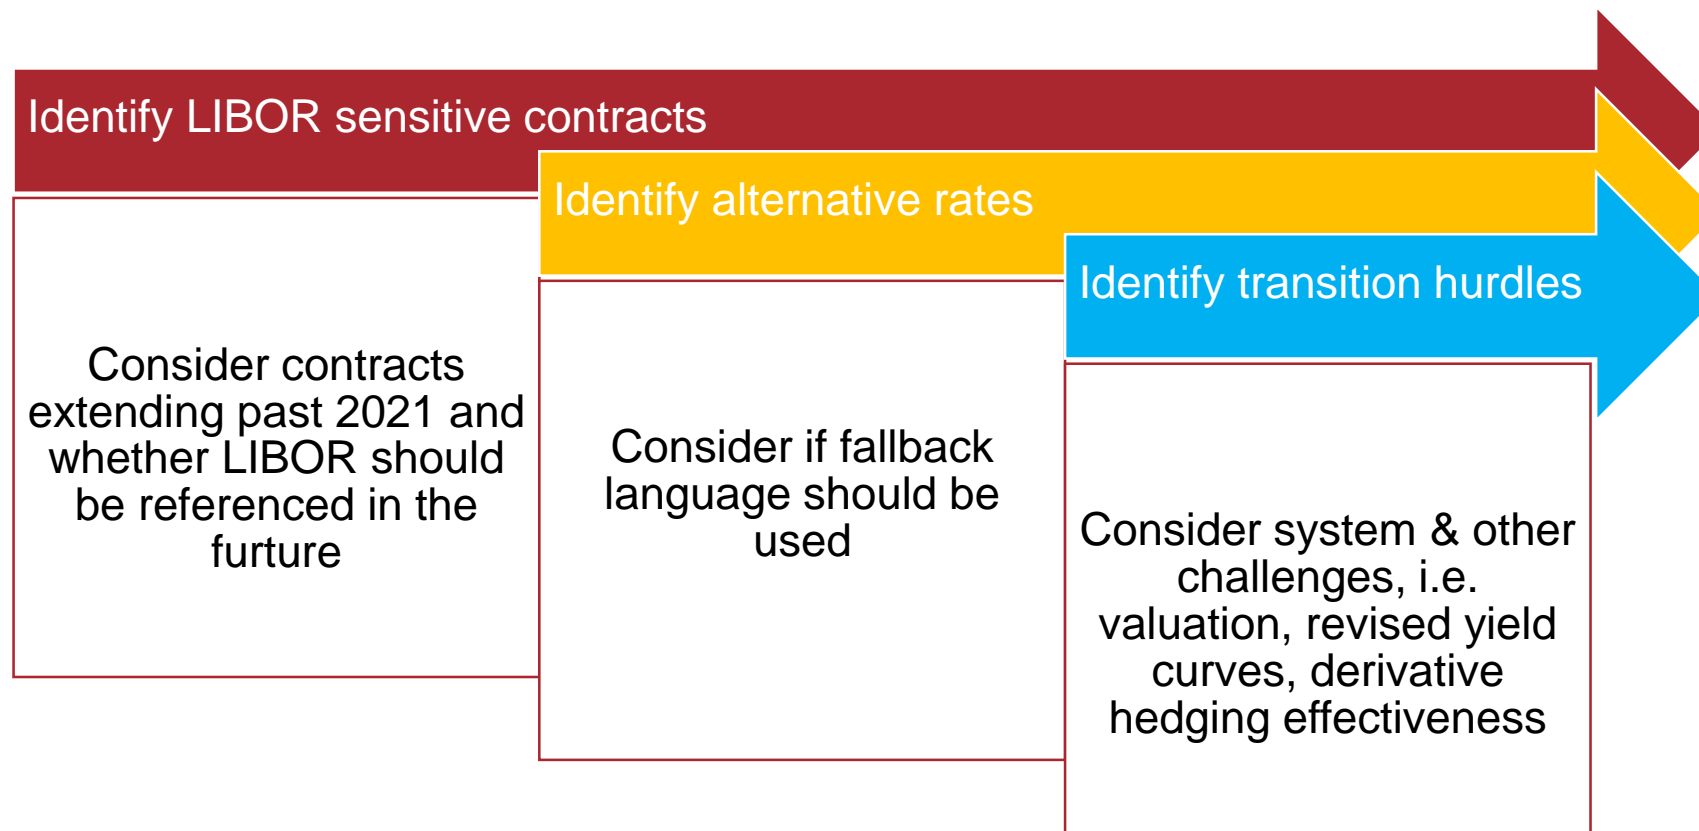 Identify LIBOR sensitive contracts
Identify alternative rates
Identify transition hurdles
Consider contracts
extending past 2021 and
whether LIBOR should
be referenced in the
furture
Consider if fallback
language should be
used
Consider system & other
challenges, i.e.
valuation, revised yield
curves, derivative
hedging effectiveness